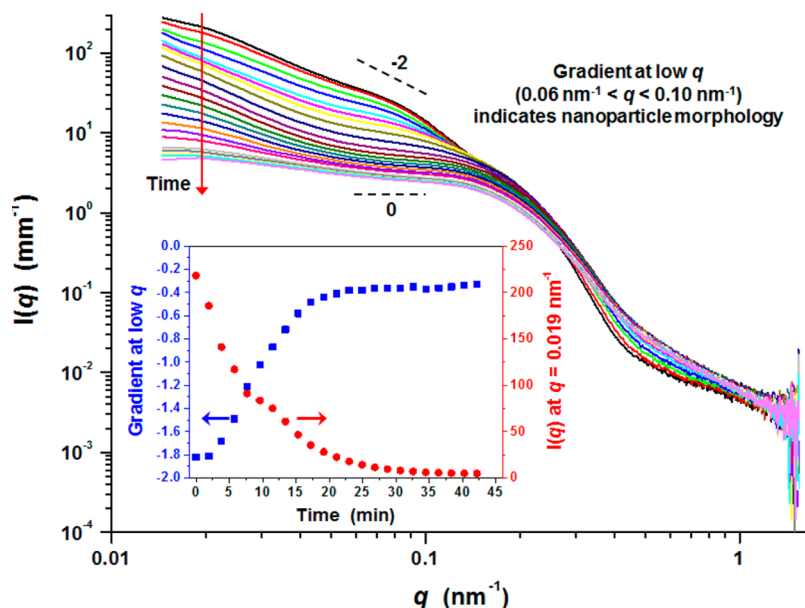 10²
10¹
10⁰
10⁻¹
10⁻²
10⁻³
10⁻⁴
I(q) (mm⁻¹)
-2
Gradient at low q
(0.06 nm⁻¹ < q < 0.10 nm⁻¹)
indicates nanoparticle morphology
Time
0
0.0
-0.2
-0.4
-0.6
-0.8
-1.0
-1.2
-1.4
-1.6
-1.8
-2.0
Gradient at low q
250
200
150
100
50
0
I(q) at q = 0.019 nm⁻¹
0 5 10 15 20 25 30 35 40 45
Time (min)
0.01 0.1 1
q (nm⁻¹)